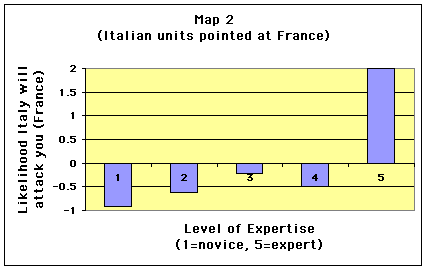 Map 2
(Italian units pointed at France)
Likelihood Italy will
attack you (France)
2
1.5
1
0.5
0
-0.5
-1
1 2 3 4 5
Level of Expertise
(1=novice, 5=expert)